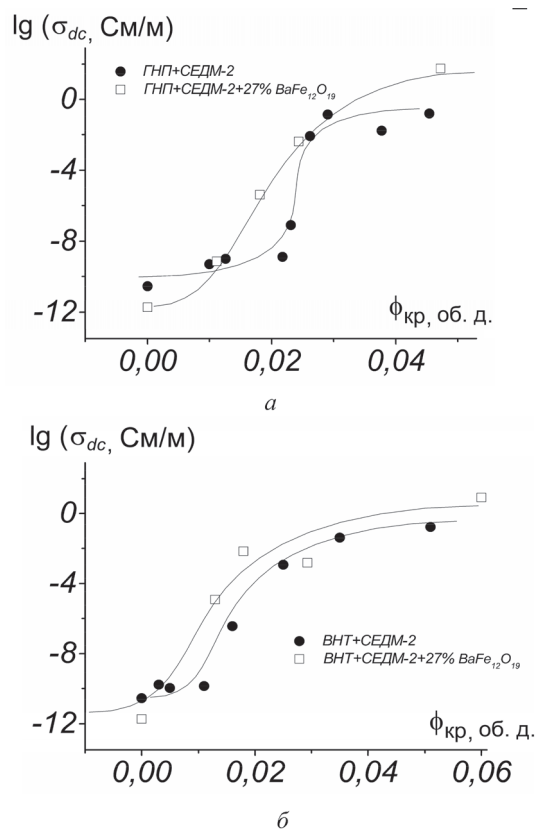 lg (σdc, См/м)
ГНП+СЕДМ-2
ГНП+СЕДМ-2+27% BaFe12O19
0
-4
-8
-12
ϕкр, об. д.
0,00 0,02 0,04
а
lg (σdc, См/м)
0
-4
-8
-12
ВНТ+СЕДМ-2
ВНТ+СЕДМ-2+27% BaFe12O19
ϕкр, об. д.
0,00 0,02 0,04 0,06
б